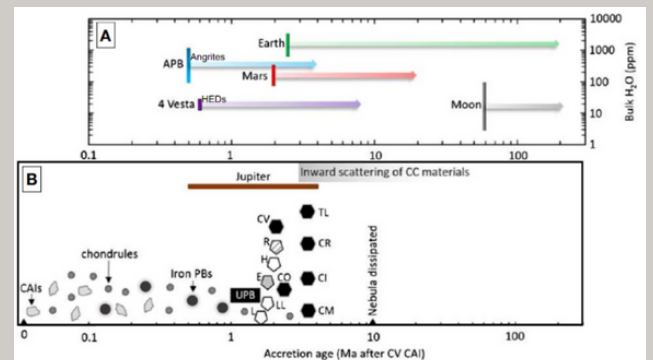 A
Earth
Angrites
APB
Mars
4 Vesta
HEDs
Moon
10000
1000
100
10
1
Bulk H₂O (ppm)
0.1 1 10 100
B
Jupiter
Inward scattering of CC materials
CV
TL
R
CR
chondrules
H
Iron PBs
E
CO
CI
CAIs
UPB
LL
L
CM
Nebula dissipated
0 0.1 1 10 100
Accretion age (Ma after CV CAI)